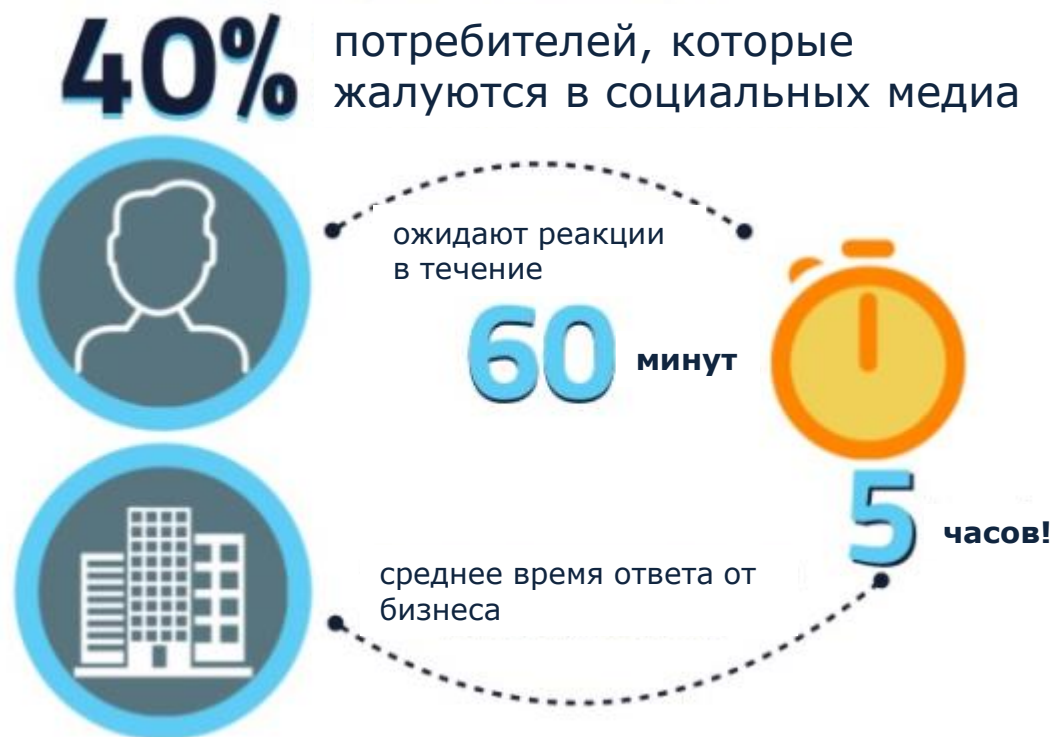 40% потребителей, которые
жалуются в социальных медиа
ожидают реакции
в течение
60 минут
5 часов!
среднее время ответа от
бизнеса